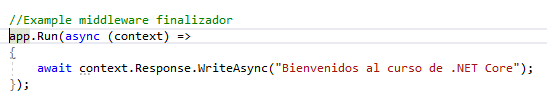 //Example middleware finalizador
app.Run(async (context) =>
{
await context.Response.WriteAsync("Bienvenidos al curso de .NET Core");
});